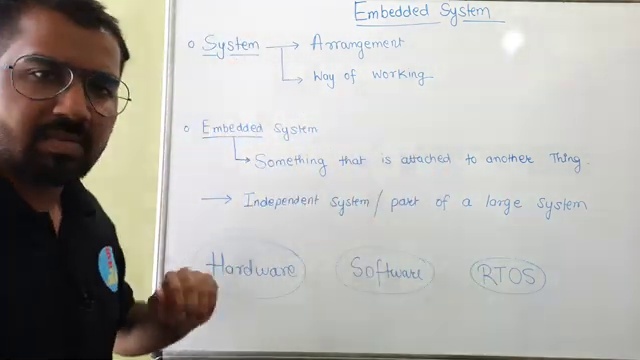 Embedded System
o System → Arrangement
→ Way of working
o Embedded System
→ Something that is attached to another Thing.
→ Independent System / part of a large system
Hardware Software RTOS